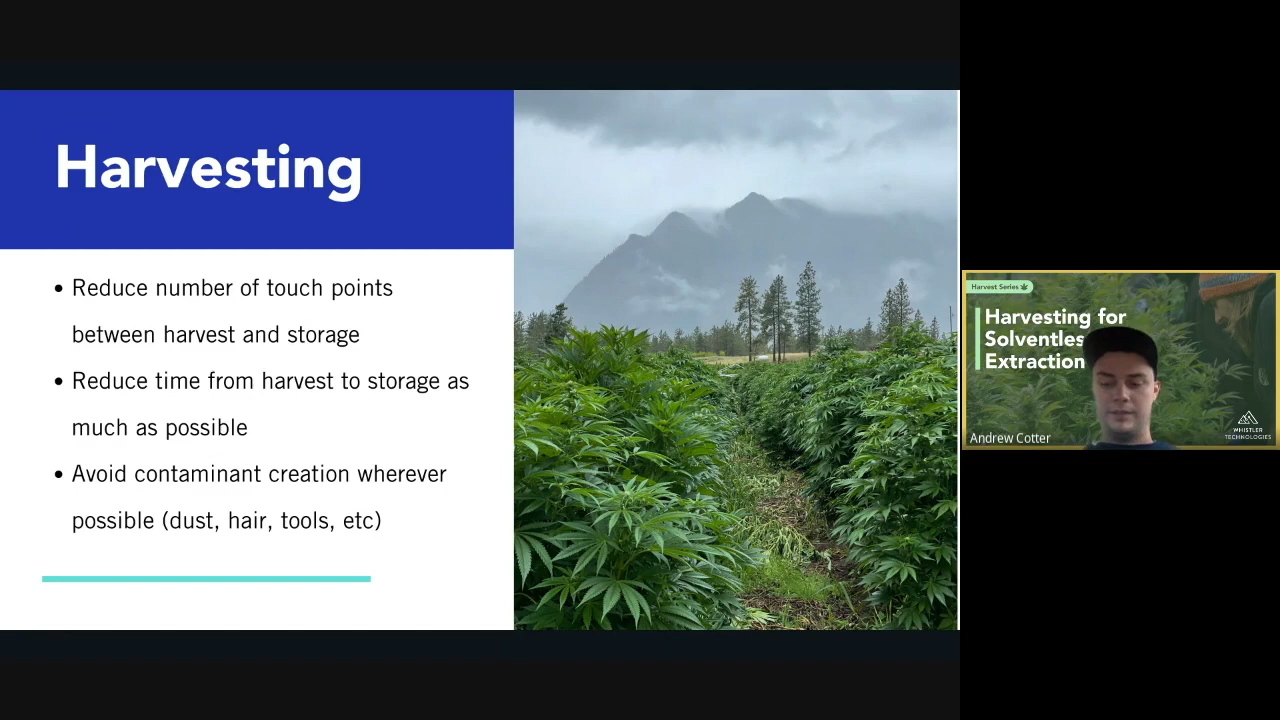 Harvesting
• Reduce number of touch points
between harvest and storage
• Reduce time from harvest to storage as
much as possible
• Avoid contaminant creation wherever
possible (dust, hair, tools, etc)
Harvest Series
Harvesting for
Solventles
Extraction
Andrew Cotter
WHISTLER
TECHNOLOGIES